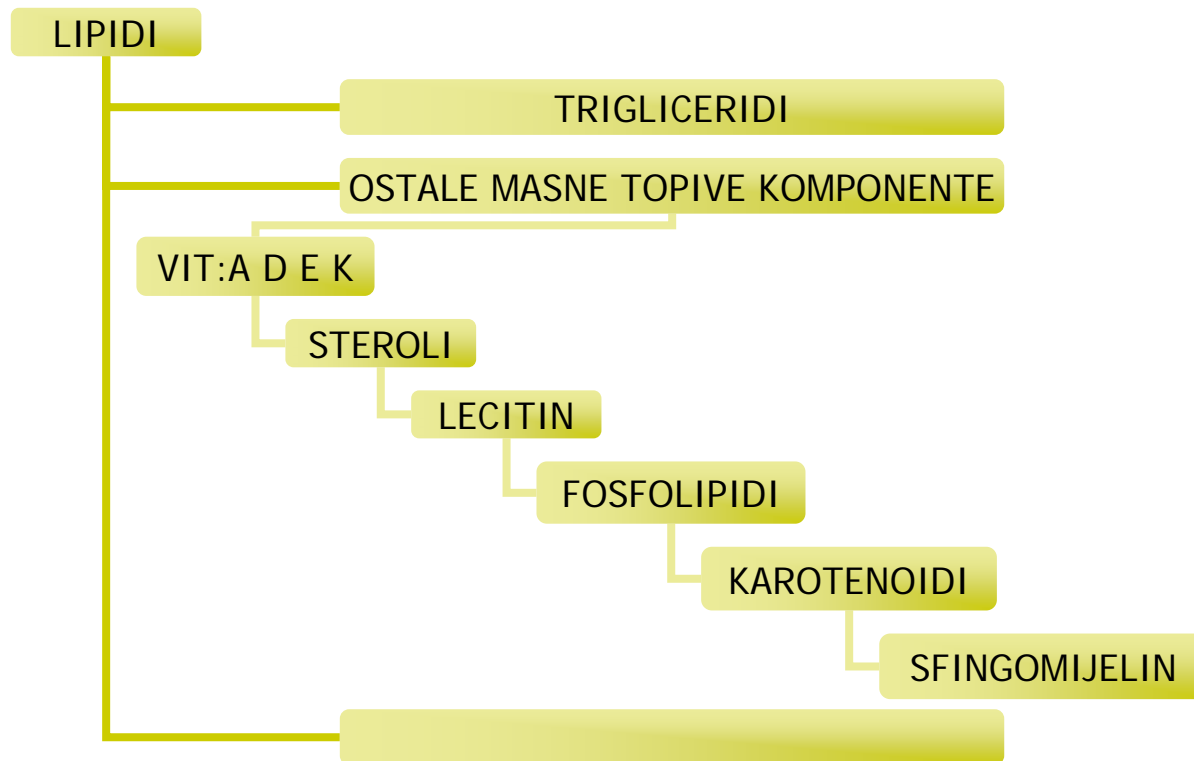 LIPIDI
TRIGLICERIDI
OSTALE MASNE TOPIVE KOMPONENTE
VIT:A D E K
STEROLI
LECITIN
FOSFOLIPIDI
KAROTENOIDI
SFINGOMIJELIN